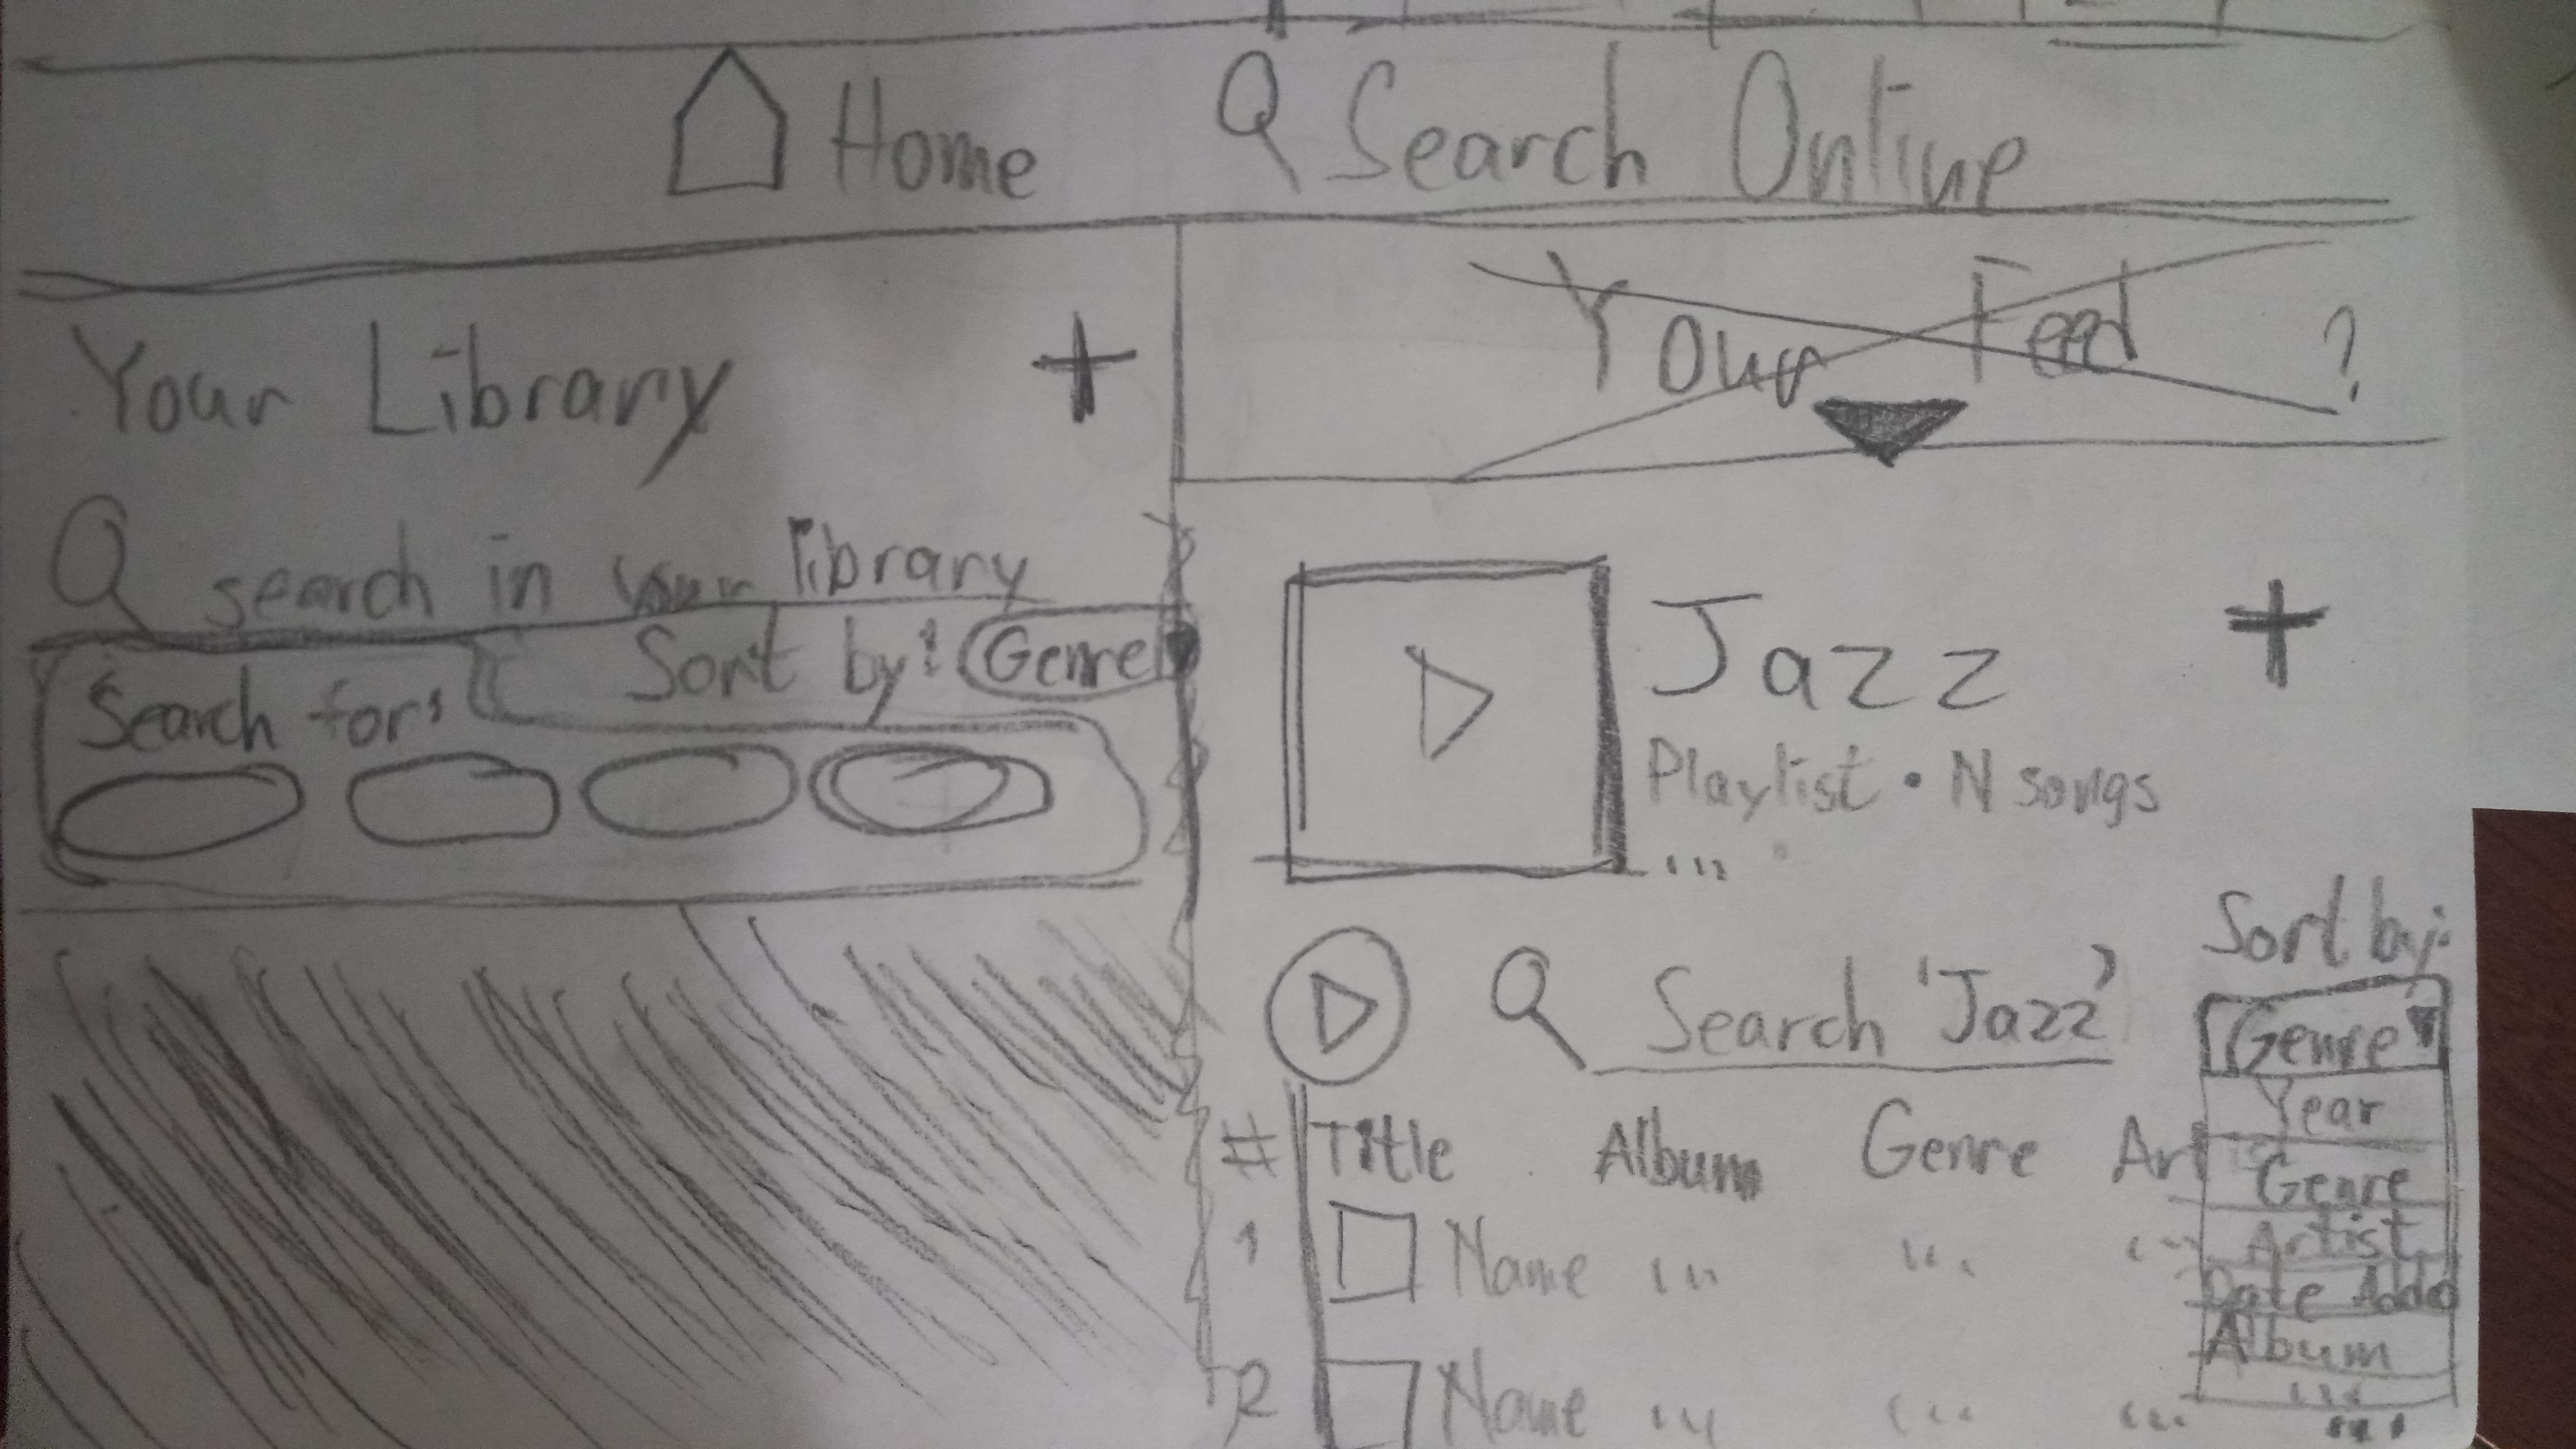 Home Search Online
Your Library +
search in your library
Sort by: Genre
Search for:
Your Feed ?
Jazz +
Playlist • N songs
...
Sort by:
Search 'Jazz'
Genre
Year
Genre
Artist
Date Added
Album
...
# Title Album Genre Art
1 Name ... ... ...
2 Name ... ... ...
...